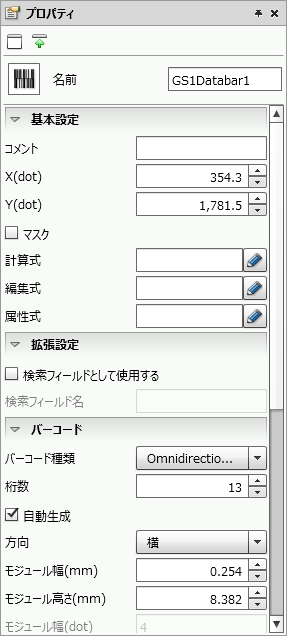 プロパティ
名前 GS1Databar1
基本設定
コメント
X(dot) 354.3
Y(dot) 1,781.5
マスク
計算式
編集式
属性式
拡張設定
検索フィールドとして使用する
検索フィールド名
バーコード
バーコード種類 Omnidirectio...
桁数 13
自動生成
方向 横
モジュール幅(mm) 0.254
モジュール高さ(mm) 8.382
モジュール幅(dot) 4